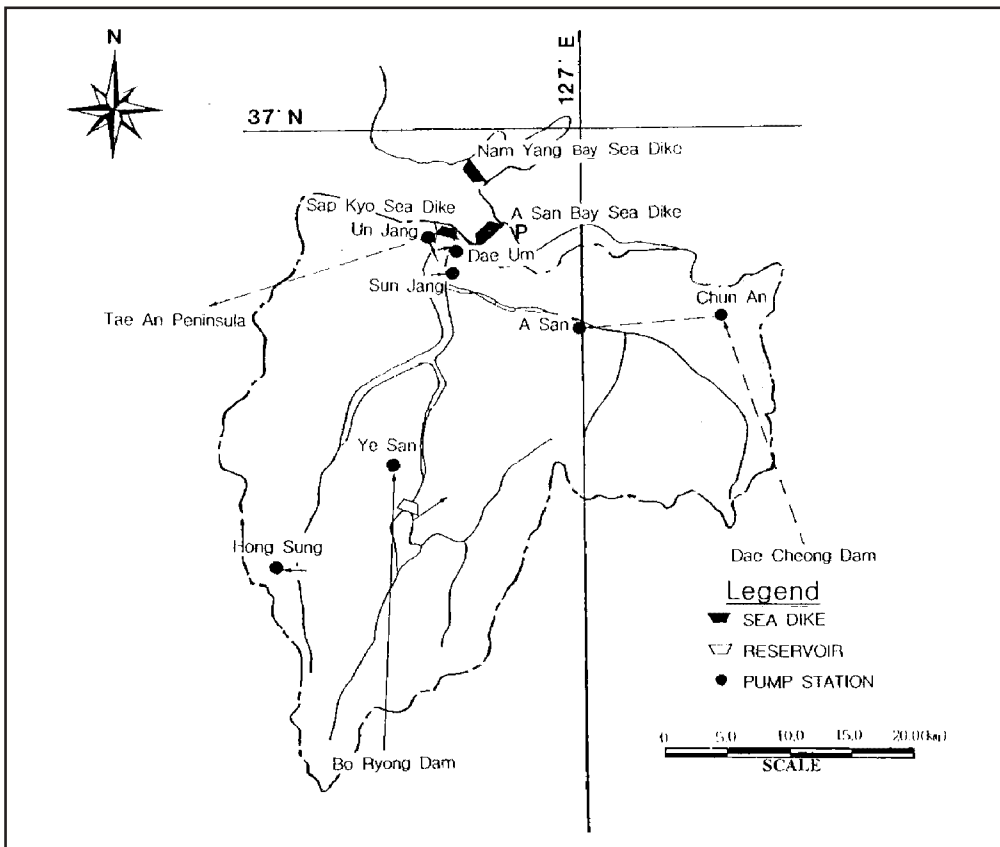 N
127° E
37° N
Nam Yang Bay Sea Dike
Sap Kyo Sea Dike
A San Bay Sea Dike
P
Un Jang
Dae Um
Sun Jang
Chun An
Tae An Peninsula
A San
Ye San
Hong Sung
Dae Cheong Dam
Legend
SEA DIKE
RESERVOIR
PUMP STATION
Bo Ryong Dam
0 5.0 10.0 15.0 20.00(km)
SCALE